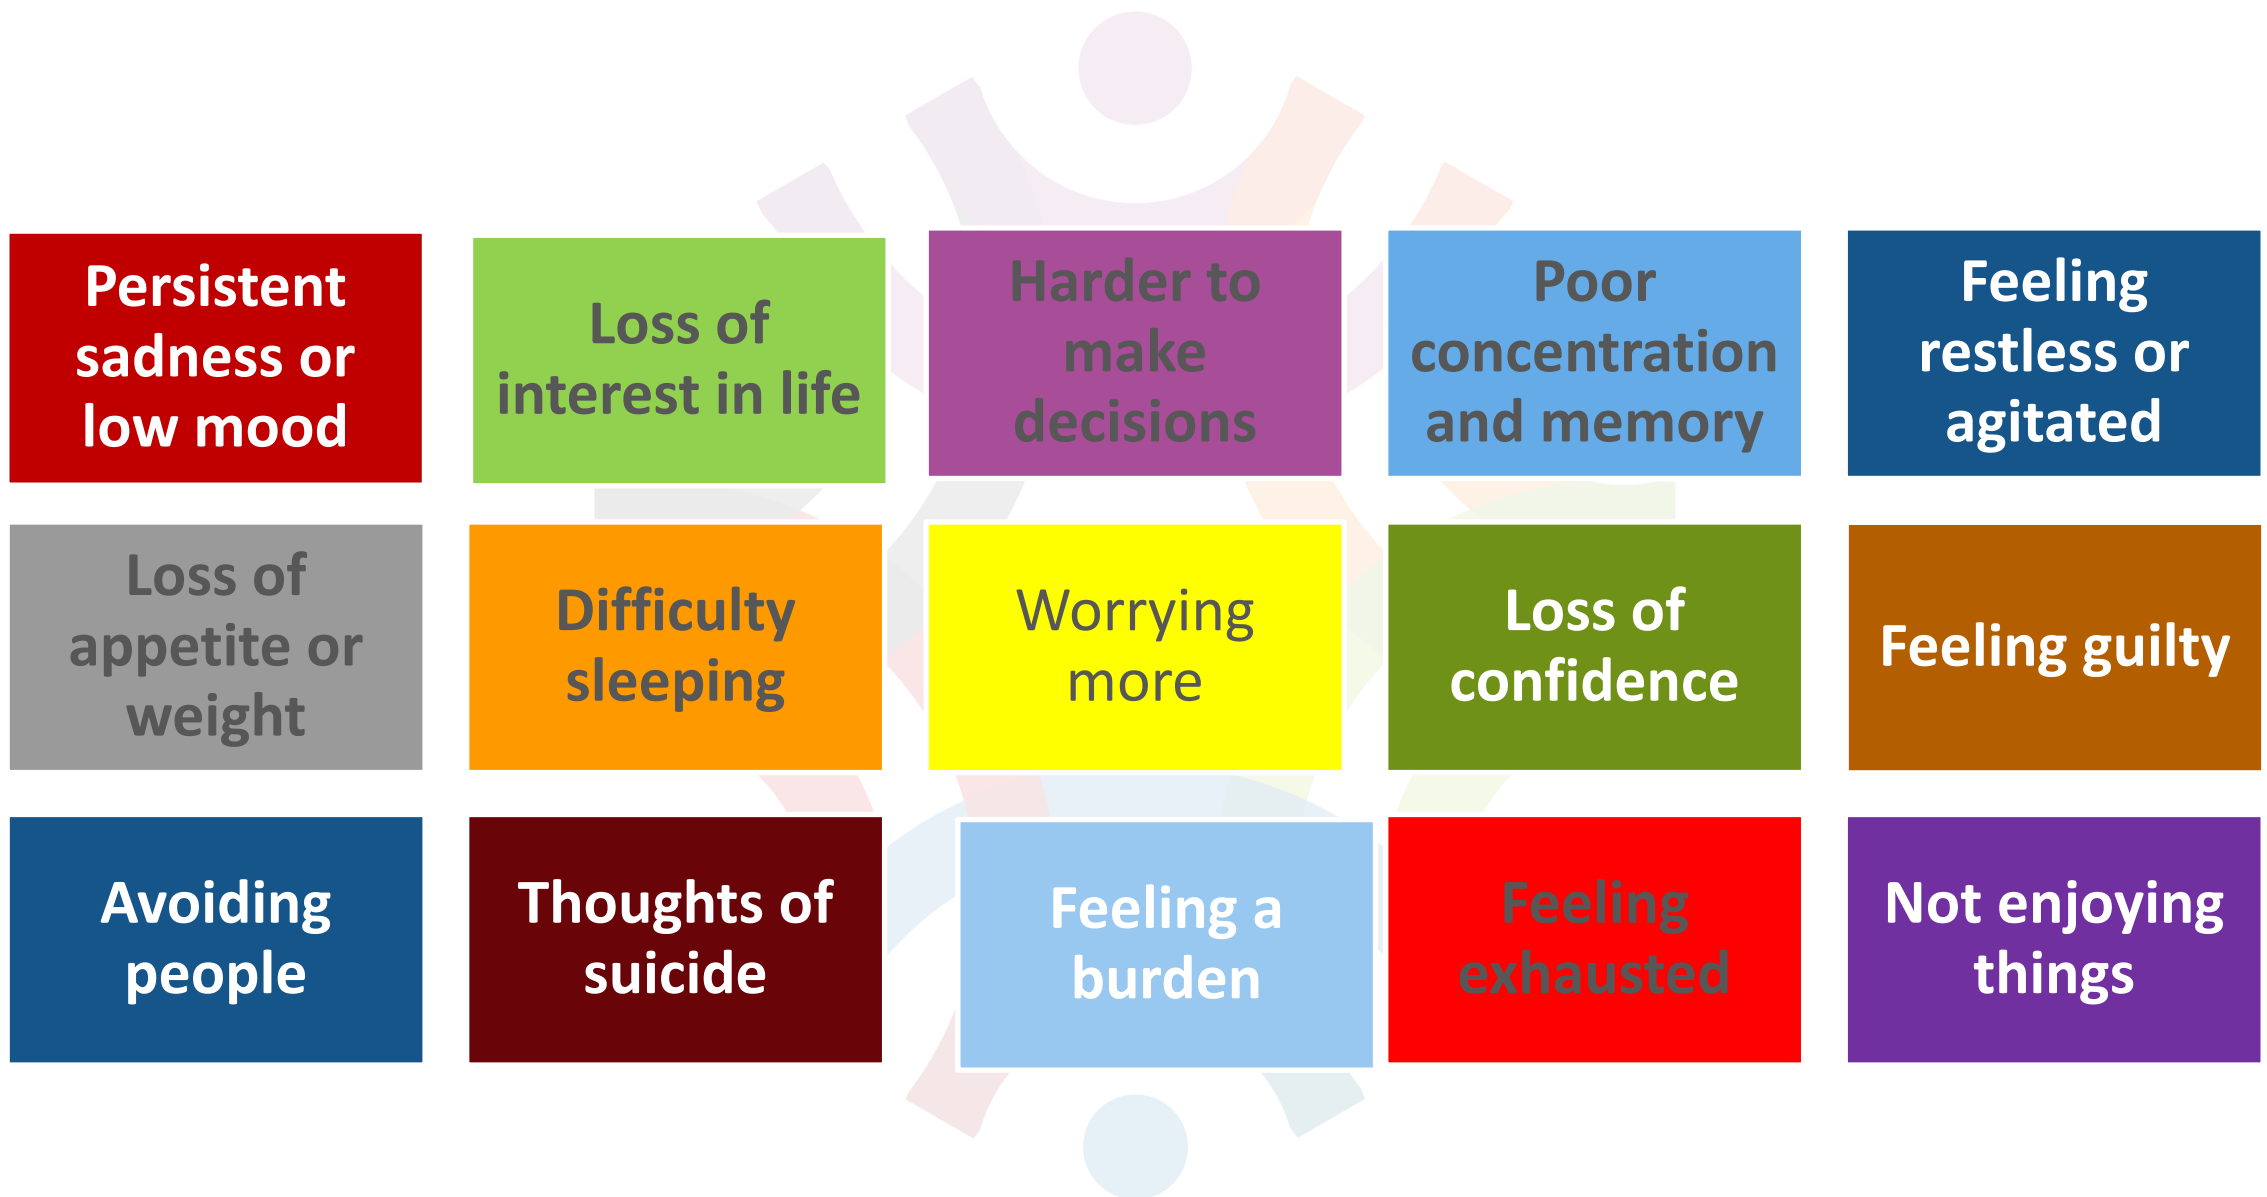 Persistent
sadness or
low mood
Loss of
interest in life
Harder to
make
decisions
Poor
concentration
and memory
Feeling
restless or
agitated
Loss of
appetite or
weight
Difficulty
sleeping
Worrying
more
Loss of
confidence
Feeling guilty
Avoiding
people
Thoughts of
suicide
Feeling a
burden
Feeling
exhausted
Not enjoying
things